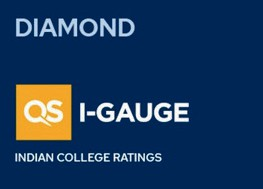 DIAMOND
QS I-GAUGE
INDIAN COLLEGE RATINGS